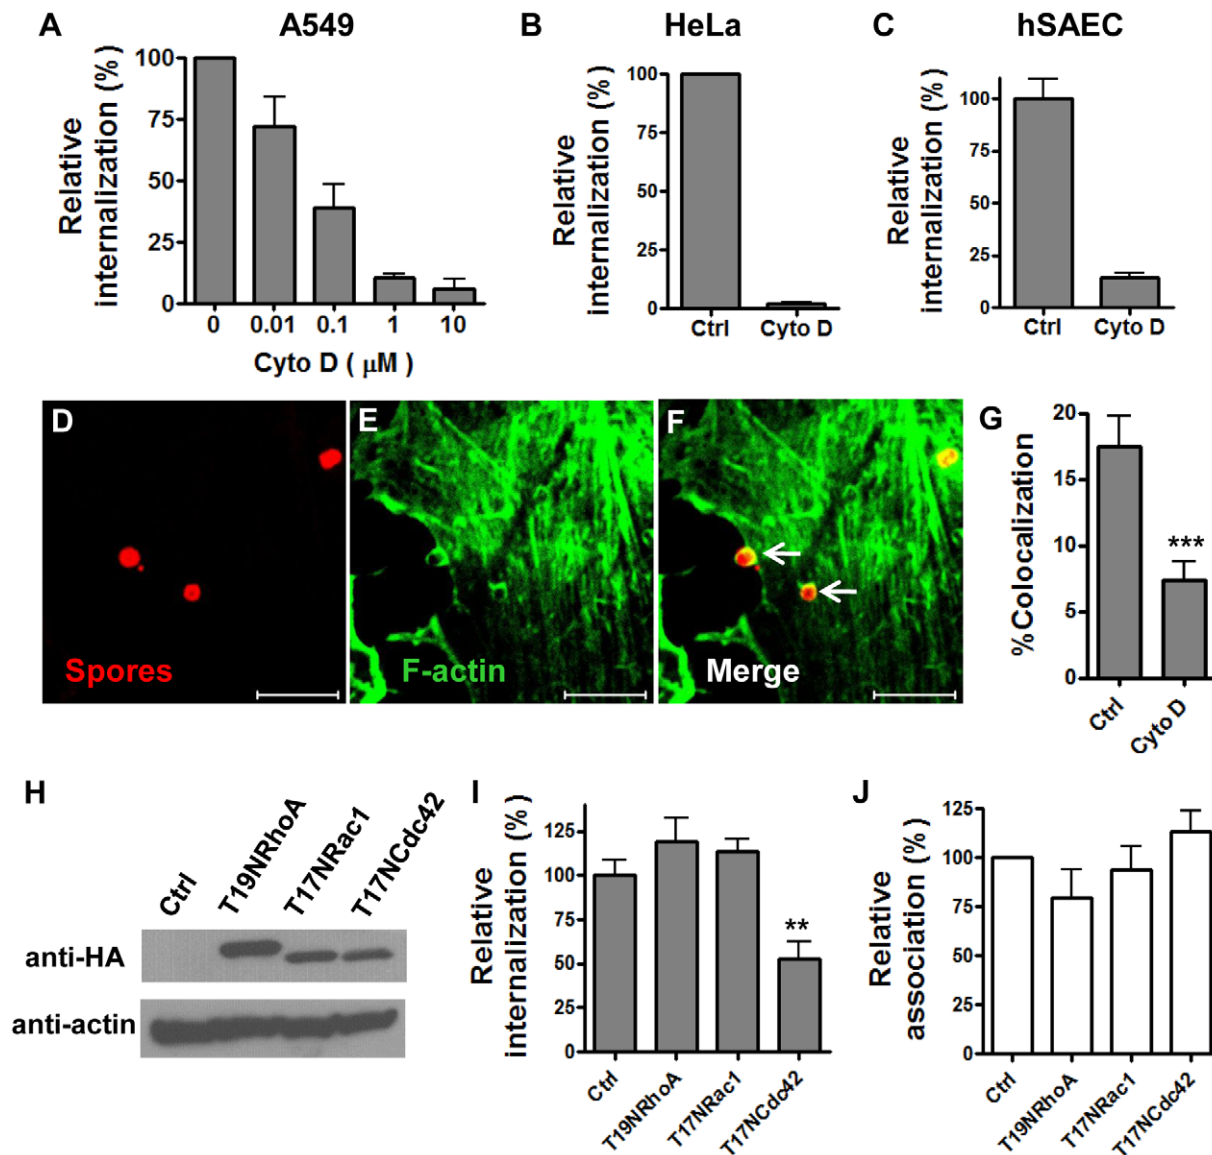 A
A549
Relative
internalization (%)
100
75
50
25
0
0
0.01
0.1
1
10
Cyto D ( μM )
B
HeLa
Relative
internalization (%)
100
75
50
25
0
Ctrl
Cyto D
C
hSAEC
Relative
internalization (%)
100
75
50
25
0
Ctrl
Cyto D
D
Spores
E
F-actin
F
Merge
G
%Colocalization
20
15
10
5
0
***
Ctrl
Cyto D
H
Ctrl
T19NRhoA
T17NRac1
T17NCdc42
anti-HA
anti-actin
I
Relative
internalization (%)
125
100
75
50
25
0
**
Ctrl
T19NRhoA
T17NRac1
T17NCdc42
J
Relative
association (%)
125
100
75
25
0
Ctrl
T19NRhoA
T17NRac1
T17NCdc42